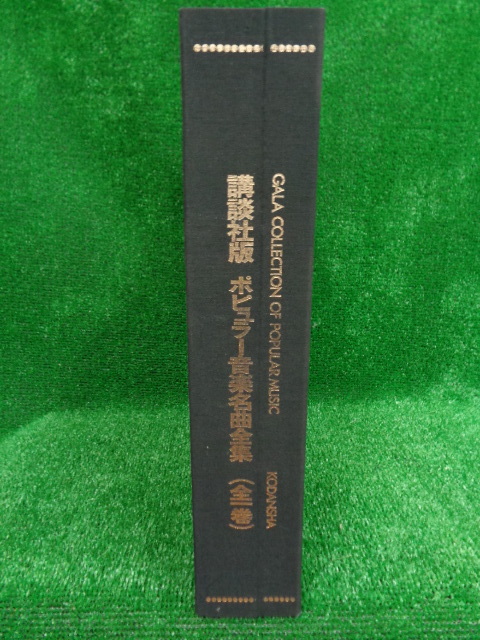 GALA COLLECTION OF POPULAR MUSIC KODANSHA
講談社版 ポピュラー音楽名曲全集 (全一巻)